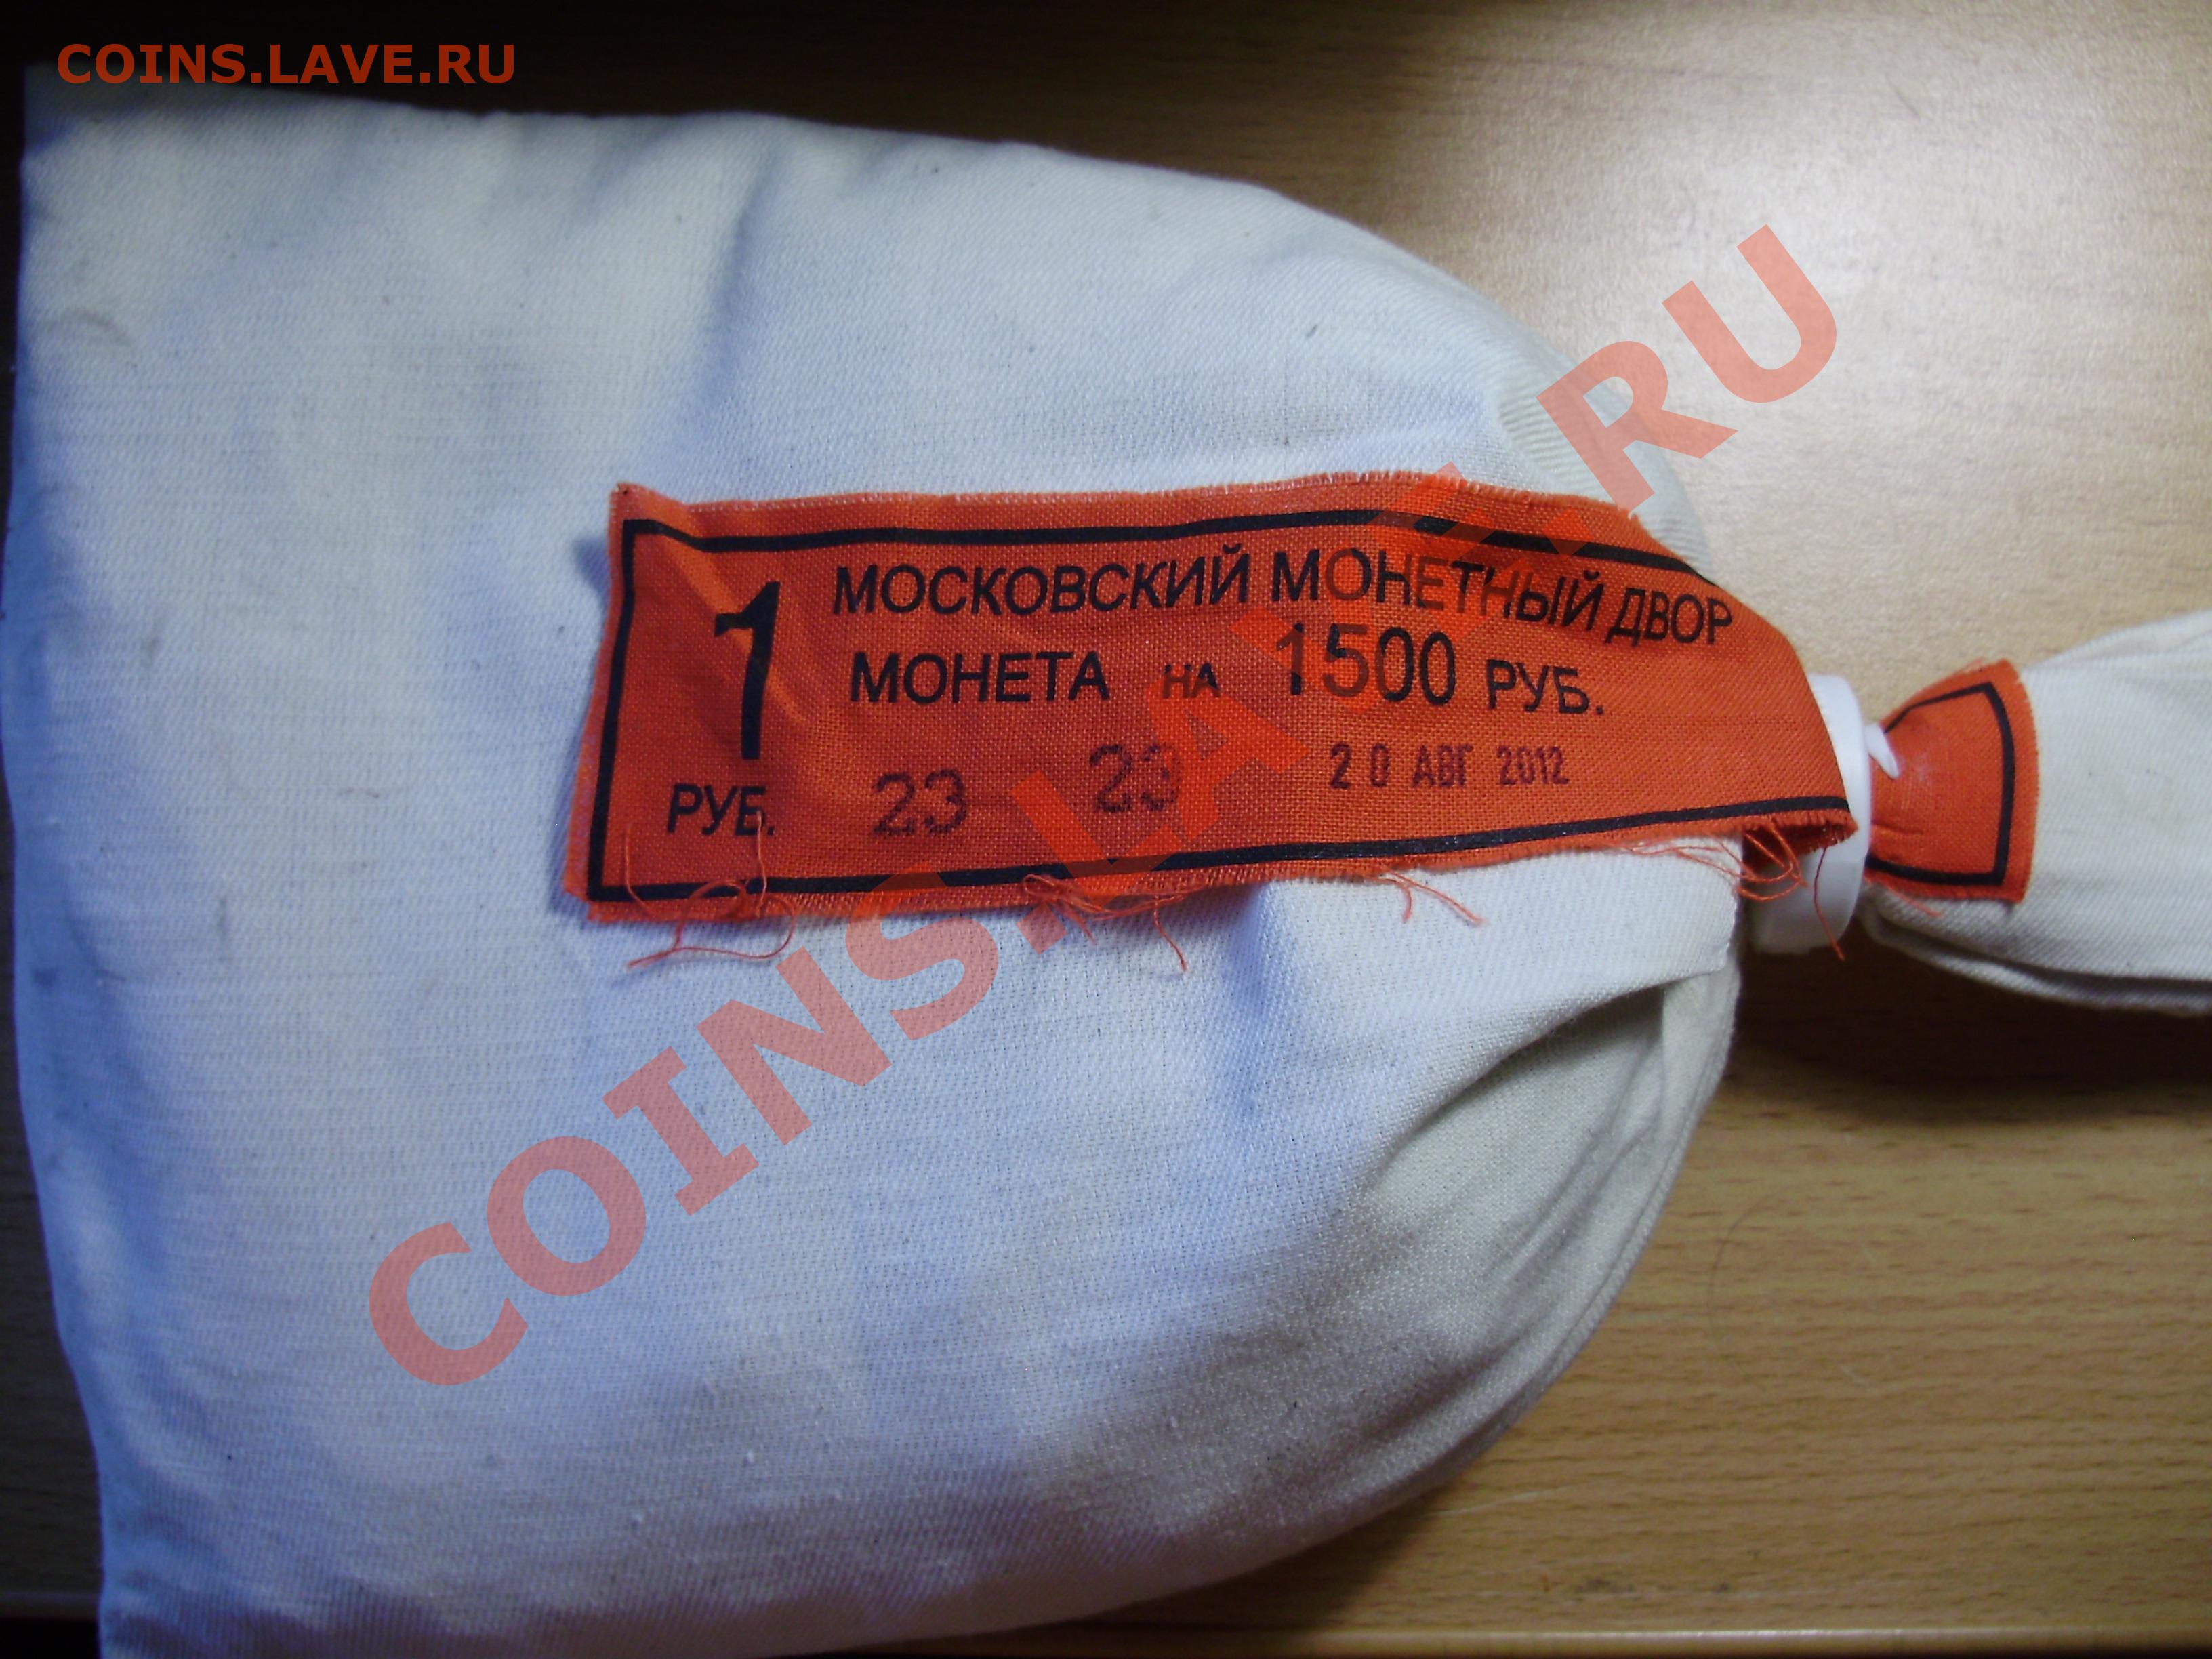 COINS.LAVE.RU
МОСКОВСКИЙ МОНЕТНЫЙ ДВОР
1
РУБ.
МОНЕТА НА 1500 РУБ.
23 23 20 АВГ 2012
COINS.LAVE.RU